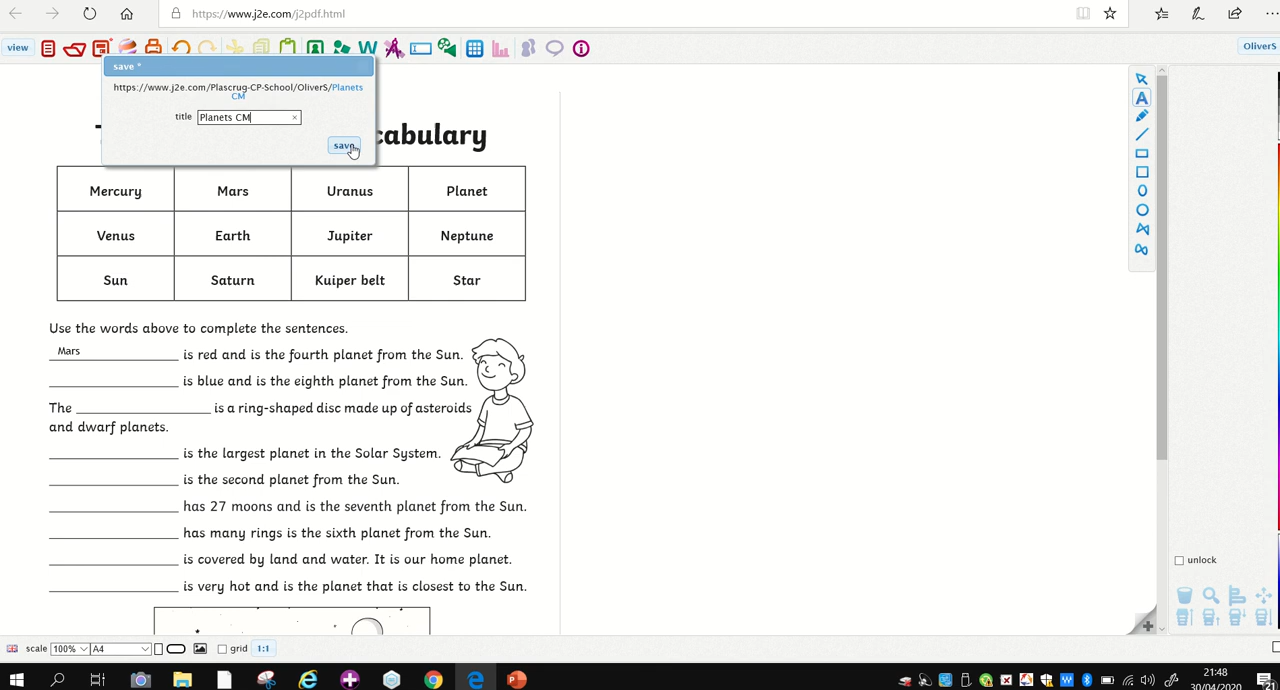 https://www.j2e.com/j2pdf.html
view
OliverS
save *
https://www.j2e.com/Plascrug-CP-School/OliverS/Planets
CM
title Planets CM ×
save
cabulary
Mercury Mars Uranus Planet
Venus Earth Jupiter Neptune
Sun Saturn Kuiper belt Star
Use the words above to complete the sentences.
Mars is red and is the fourth planet from the Sun.
is blue and is the eighth planet from the Sun.
The is a ring-shaped disc made up of asteroids
and dwarf planets.
is the largest planet in the Solar System.
is the second planet from the Sun.
has 27 moons and is the seventh planet from the Sun.
has many rings is the sixth planet from the Sun.
is covered by land and water. It is our home planet.
is very hot and is the planet that is closest to the Sun.
unlock
scale 100% A4 grid 1:1
21:48
30/04/2020